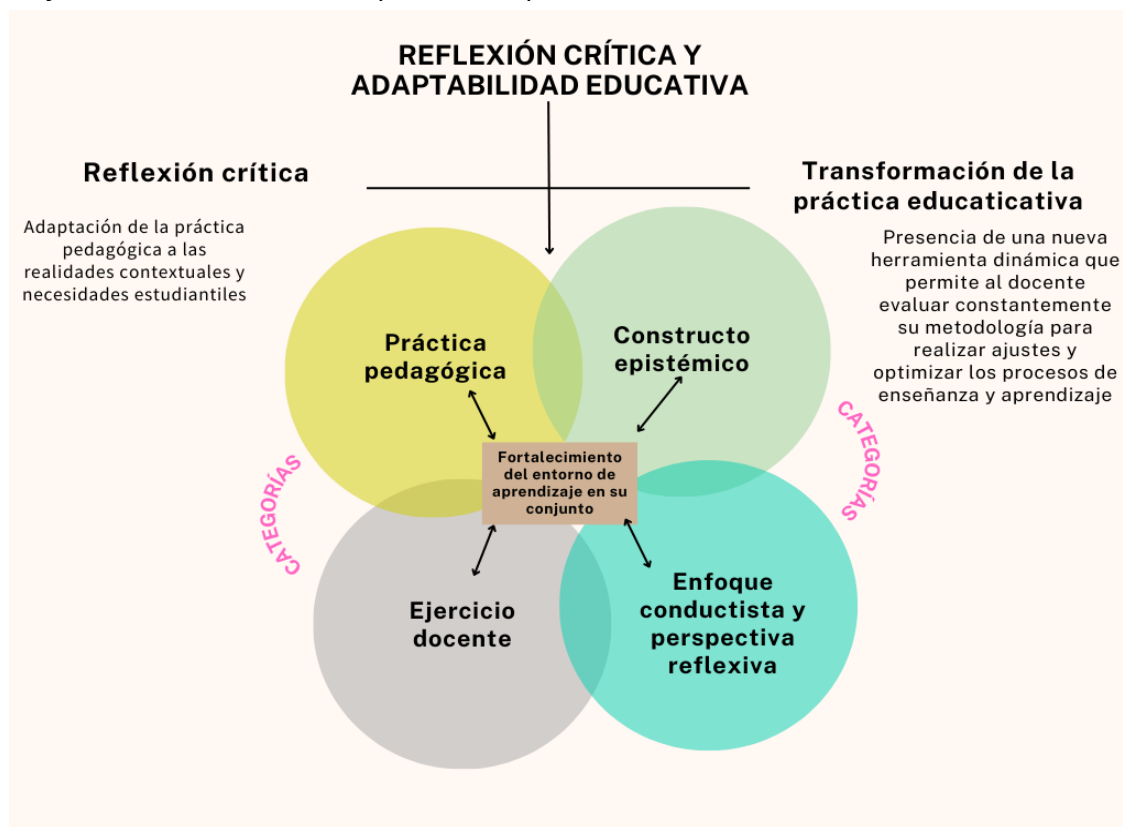 REFLEXIÓN CRÍTICA Y
ADAPTABILIDAD EDUCATIVA
Reflexión crítica
Adaptación de la práctica
pedagógica a las
realidades contextuales y
necesidades estudiantiles
Transformación de la
práctica educaticativa
Presencia de una nueva
herramienta dinámica que
permite al docente
evaluar constantemente
su metodología para
realizar ajustes y
optimizar los procesos de
enseñanza y aprendizaje
Práctica
pedagógica
Constructo
epistémico
CATEGORÍAS
CATEGORÍAS
Fortalecimiento
del entorno de
aprendizaje en su
conjunto
Ejercicio
docente
Enfoque
conductista y
perspectiva
reflexiva